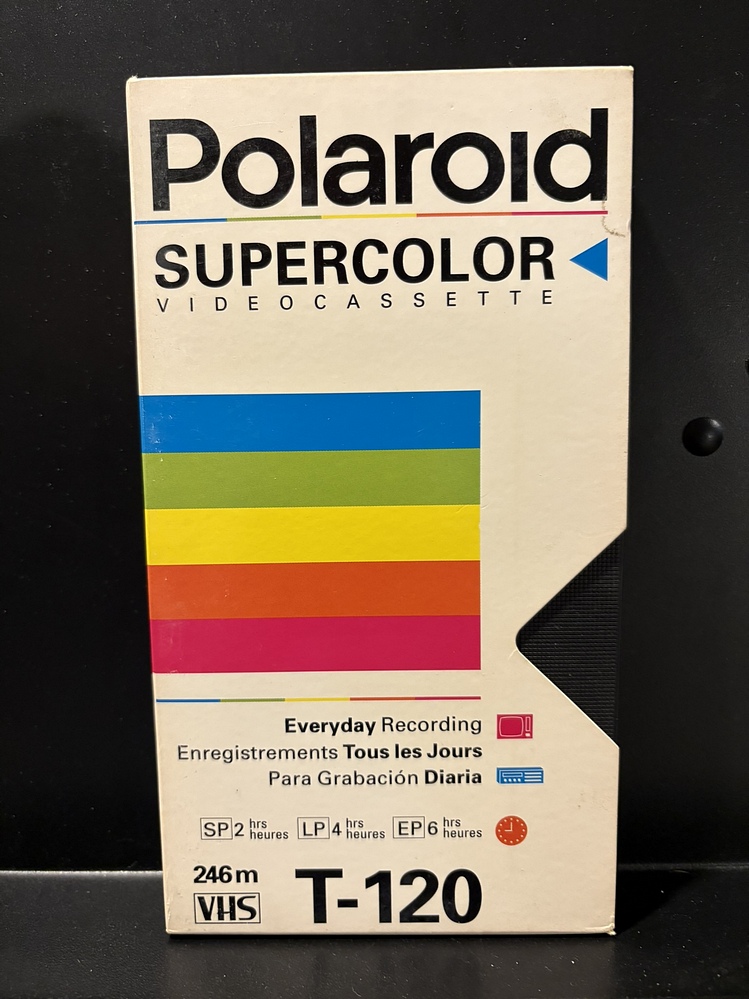 Polaroid
SUPERCOLOR
VIDEOCASSETTE
Everyday Recording
Enregistrements Tous les Jours
Para Grabación Diaria
SP 2 hrs heures LP 4 hrs heures EP 6 hrs heures
246 m
VHS T-120